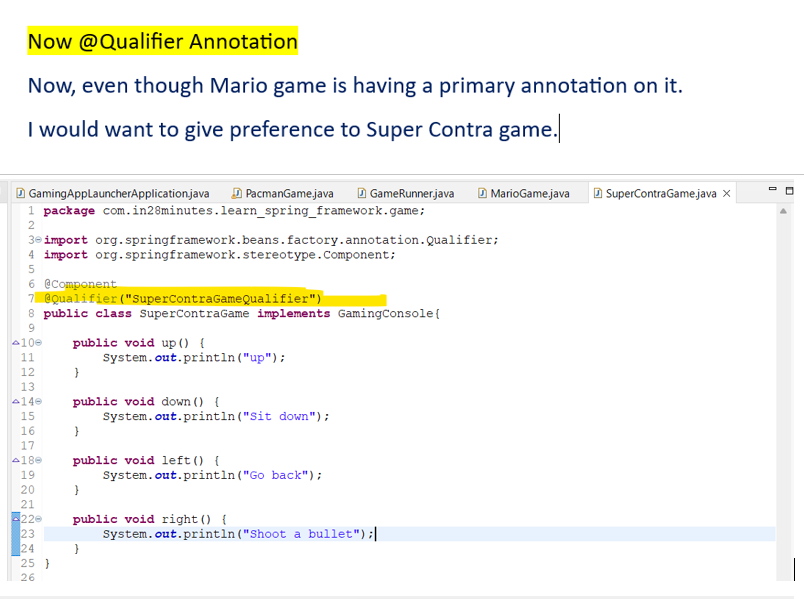 Now @Qualifier Annotation
Now, even though Mario game is having a primary annotation on it.
I would want to give preference to Super Contra game.
GamingAppLauncherApplication.java PacmanGame.java GameRunner.java MarioGame.java SuperContraGame.java
1 package com.in28minutes.learn_spring_framework.game;
2
3 import org.springframework.beans.factory.annotation.Qualifier;
4 import org.springframework.stereotype.Component;
5
6 @Component
7 @Qualifier("SuperContraGameQualifier")
8 public class SuperContraGame implements GamingConsole{
9
10 public void up() {
11 System.out.println("up");
12 }
13
14 public void down() {
15 System.out.println("Sit down");
16 }
17
18 public void left() {
19 System.out.println("Go back");
20 }
21
22 public void right() {
23 System.out.println("Shoot a bullet");
24 }
25 }
26